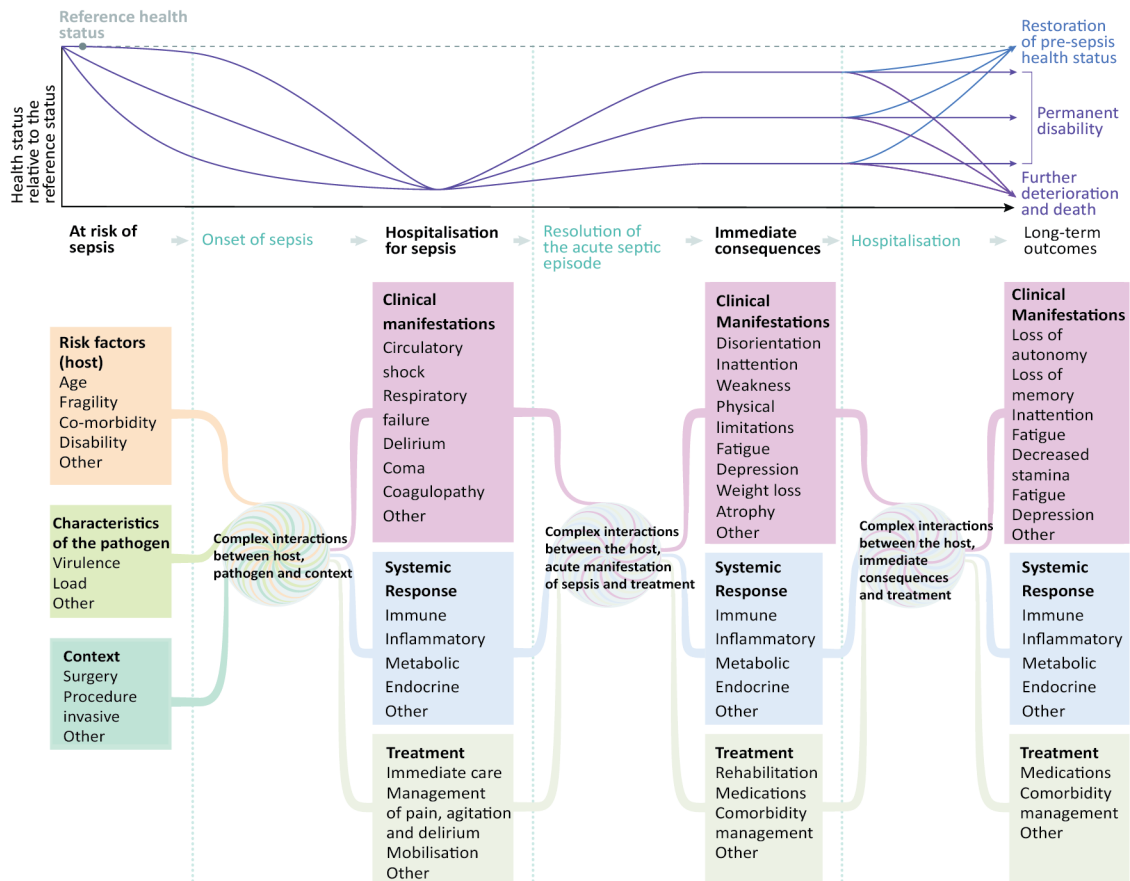 Reference health
status
Health status
relative to the
reference status
Restoration
of pre-sepsis
health status
Permanent
disability
Further
deterioration
and death
At risk of
sepsis
Onset of sepsis
Hospitalisation
for sepsis
Resolution of
the acute septic
episode
Immediate
consequences
Hospitalisation
Long-term
outcomes
Risk factors
(host)
Age
Fragility
Co-morbidity
Disability
Other
Characteristics
of the pathogen
Virulence
Load
Other
Context
Surgery
Procedure
invasive
Other
Complex interactions
between host,
pathogen and context
Clinical
manifestations
Circulatory
shock
Respiratory
failure
Delirium
Coma
Coagulopathy
Other
Systemic
Response
Immune
Inflammatory
Metabolic
Endocrine
Other
Treatment
Immediate care
Management
of pain, agitation
and delirium
Mobilisation
Other
Complex interactions
between the host,
acute manifestation
of sepsis and treatment
Clinical
Manifestations
Disorientation
Inattention
Weakness
Physical
limitations
Fatigue
Depression
Weight loss
Atrophy
Other
Systemic
Response
Immune
Inflammatory
Metabolic
Endocrine
Other
Treatment
Rehabilitation
Medications
Comorbidity
management
Other
Complex interactions
between the host,
immediate
consequences
and treatment
Clinical
Manifestations
Loss of
autonomy
Loss of
memory
Inattention
Fatigue
Decreased
stamina
Fatigue
Depression
Other
Systemic
Response
Immune
Inflammatory
Metabolic
Endocrine
Other
Treatment
Medications
Comorbidity
management
Other